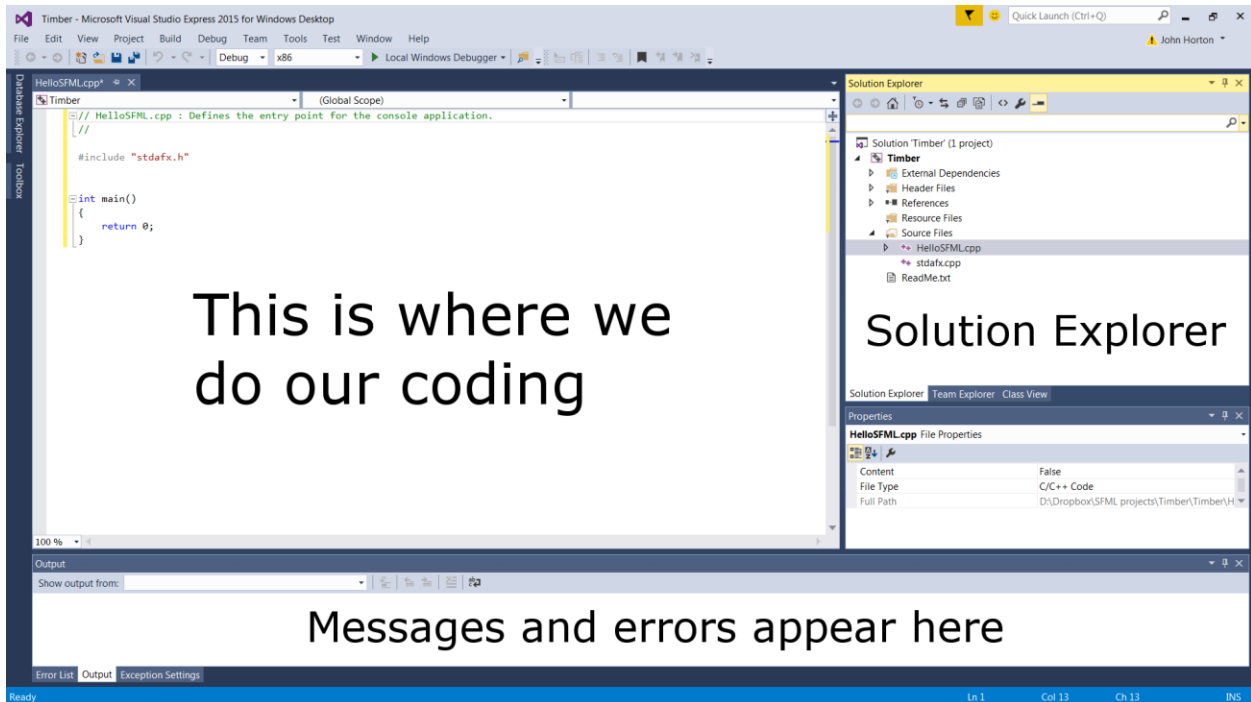 Timber - Microsoft Visual Studio Express 2015 for Windows Desktop
Quick Launch (Ctrl+Q)
File Edit View Project Build Debug Team Tools Test Window Help
John Horton
Debug x86 Local Windows Debugger
Database Explorer
Toolbox
HelloSFML.cpp*
Timber
(Global Scope)
// HelloSFML.cpp : Defines the entry point for the console application.
//
#include "stdafx.h"
int main()
{
return 0;
}
This is where we
do our coding
100 %
Solution Explorer
Solution 'Timber' (1 project)
Timber
External Dependencies
Header Files
References
Resource Files
Source Files
HelloSFML.cpp
stdafx.cpp
ReadMe.txt
Solution Explorer
Solution Explorer Team Explorer Class View
Properties
HelloSFML.cpp File Properties
Content False
File Type C/C++ Code
Full Path D:\Dropbox\SFML projects\Timber\Timber\H
Output
Show output from:
Messages and errors appear here
Error List Output Exception Settings
Ready Ln 1 Col 13 Ch 13 INS